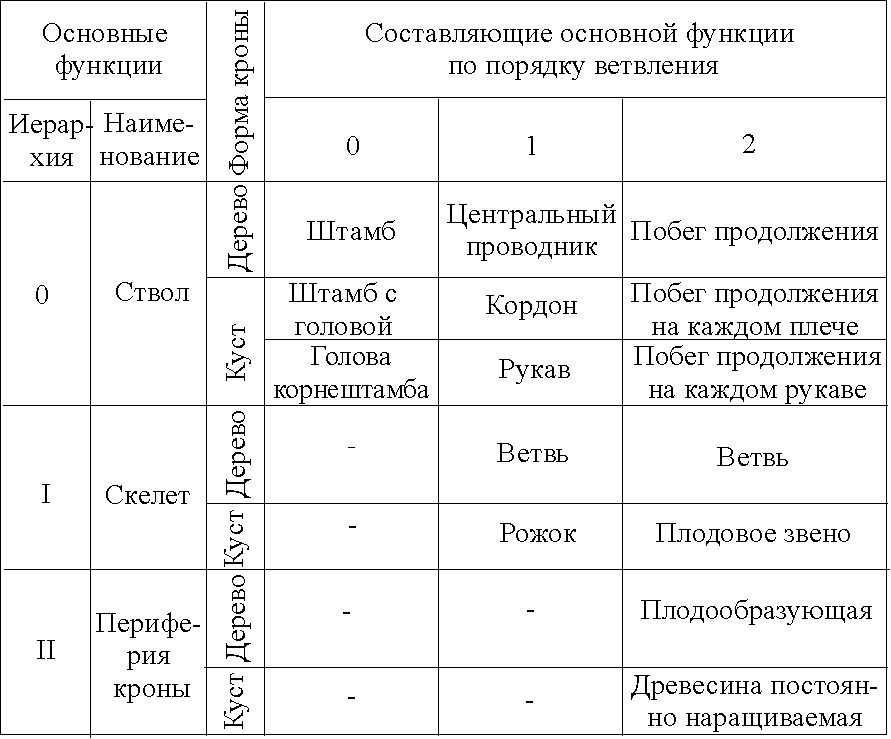 Основные
функции
Форма кроны
Составляющие основной функции
по порядку ветвления
Иерар-
хия
Наиме-
нование
0
1
2
0
Ствол
Дерево
Штамб
Центральный
проводник
Побег продолжения
Куст
Штамб с
головой
Кордон
Побег продолжения
на каждом плече
Голова
корнештамба
Рукав
Побег продолжения
на каждом рукаве
I
Скелет
Дерево
-
Ветвь
Ветвь
Куст
-
Рожок
Плодовое звено
II
Перифе-
рия
кроны
Дерево
-
-
Плодообразующая
Куст
-
-
Древесина постоян-
но наращиваемая